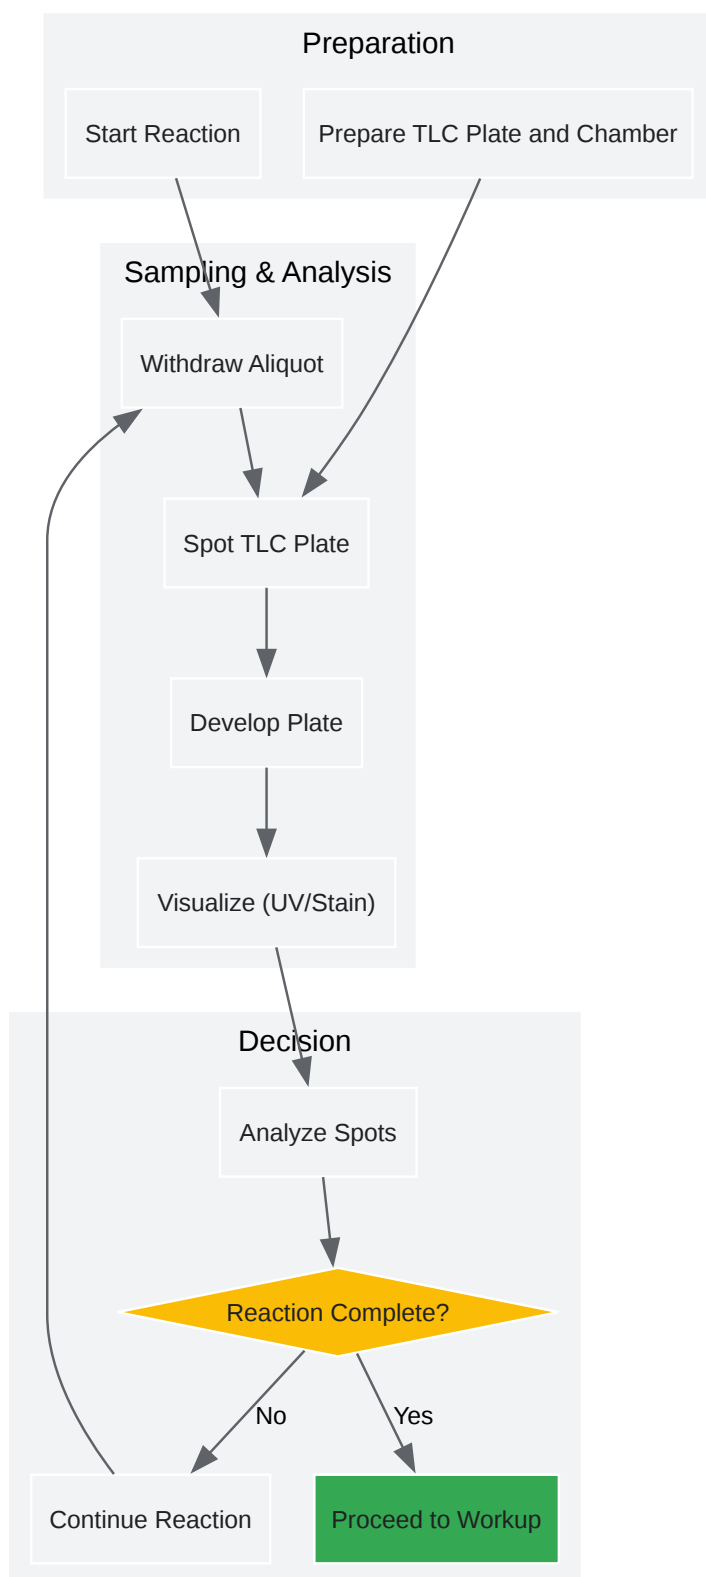 Preparation
Start Reaction
Prepare TLC Plate and Chamber
Sampling & Analysis
Withdraw Aliquot
Spot TLC Plate
Develop Plate
Visualize (UV/Stain)
Decision
Analyze Spots
Reaction Complete?
No
Yes
Continue Reaction
Proceed to Workup